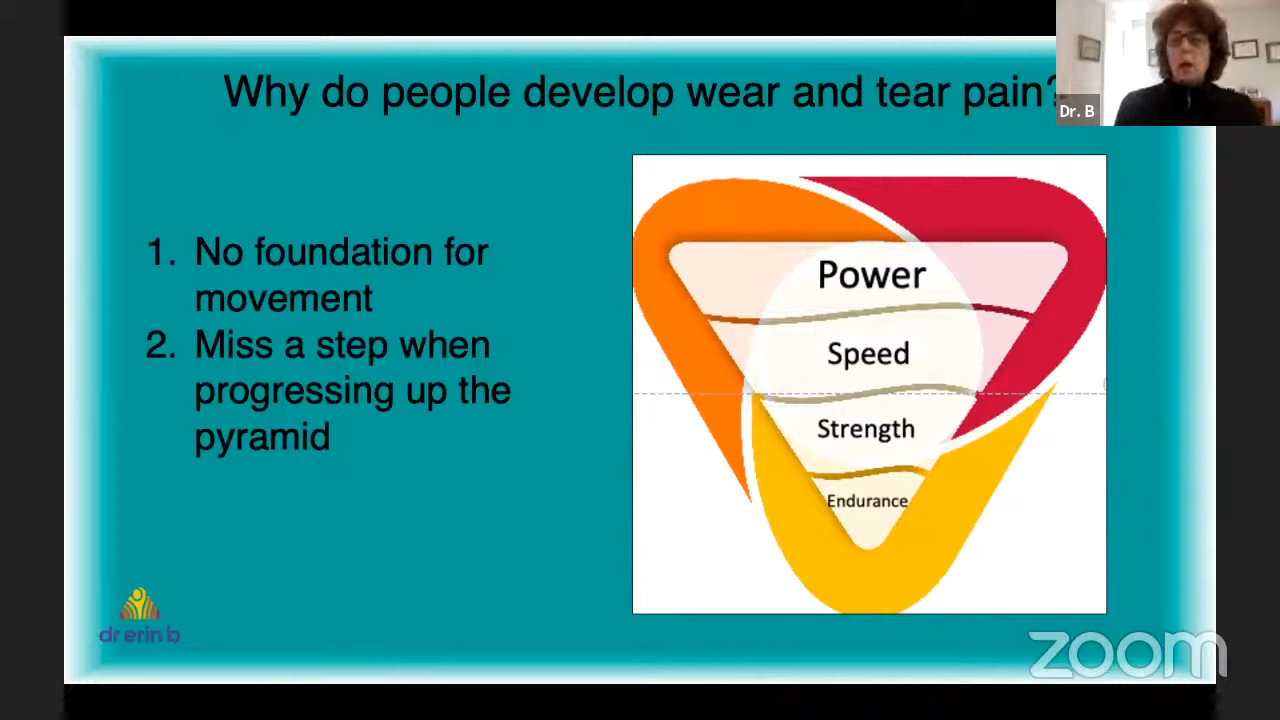 Why do people develop wear and tear pain?
Dr. B
1. No foundation for
movement
2. Miss a step when
progressing up the
pyramid
Power
Speed
Strength
Endurance
dr erin b
zoom